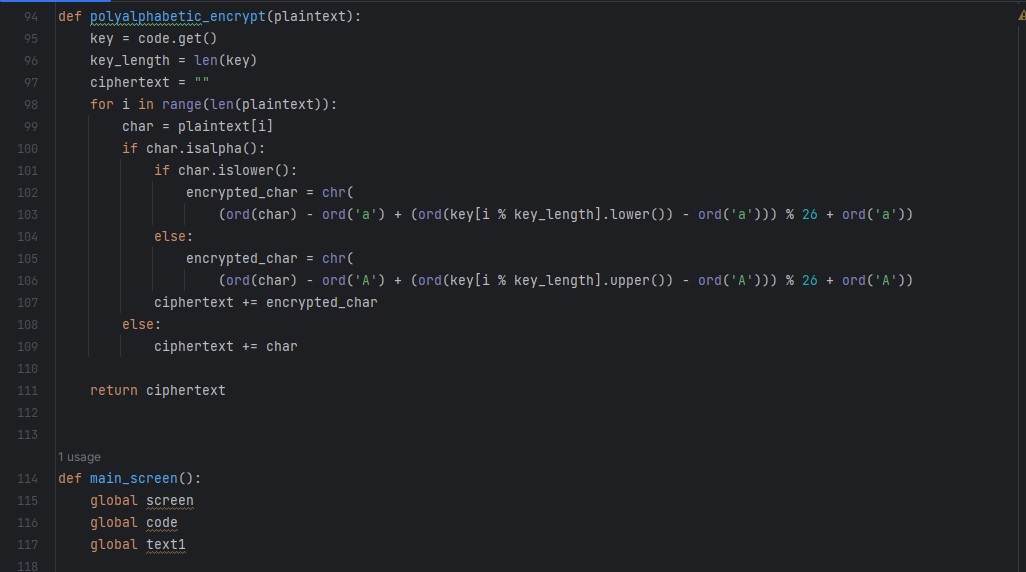 94 def polyalphabetic_encrypt(plaintext):
95     key = code.get()
96     key_length = len(key)
97     ciphertext = ""
98     for i in range(len(plaintext)):
99         char = plaintext[i]
100         if char.isalpha():
101             if char.islower():
102                 encrypted_char = chr(
103                     (ord(char) - ord('a') + (ord(key[i % key_length].lower()) - ord('a'))) % 26 + ord('a'))
104             else:
105                 encrypted_char = chr(
106                     (ord(char) - ord('A') + (ord(key[i % key_length].upper()) - ord('A'))) % 26 + ord('A'))
107             ciphertext += encrypted_char
108         else:
109             ciphertext += char
110
111     return ciphertext
112
113
1 usage
114 def main_screen():
115     global screen
116     global code
117     global text1
118